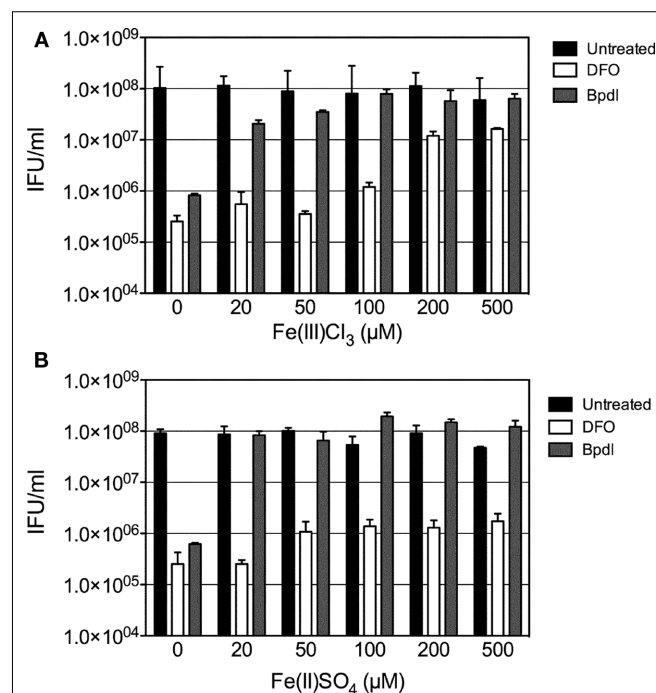 A
1.0×10⁰⁹
1.0×10⁰⁸
1.0×10⁰⁷
1.0×10⁰⁶
1.0×10⁰⁵
1.0×10⁰⁴
IFU/ml
0 20 50 100 200 500
Fe(III)Cl₃ (µM)
Untreated
DFO
Bpdl
B
1.0×10⁰⁹
1.0×10⁰⁸
1.0×10⁰⁷
1.0×10⁰⁶
1.0×10⁰⁵
1.0×10⁰⁴
IFU/ml
0 20 50 100 200 500
Fe(II)SO₄ (µM)
Untreated
DFO
Bpdl